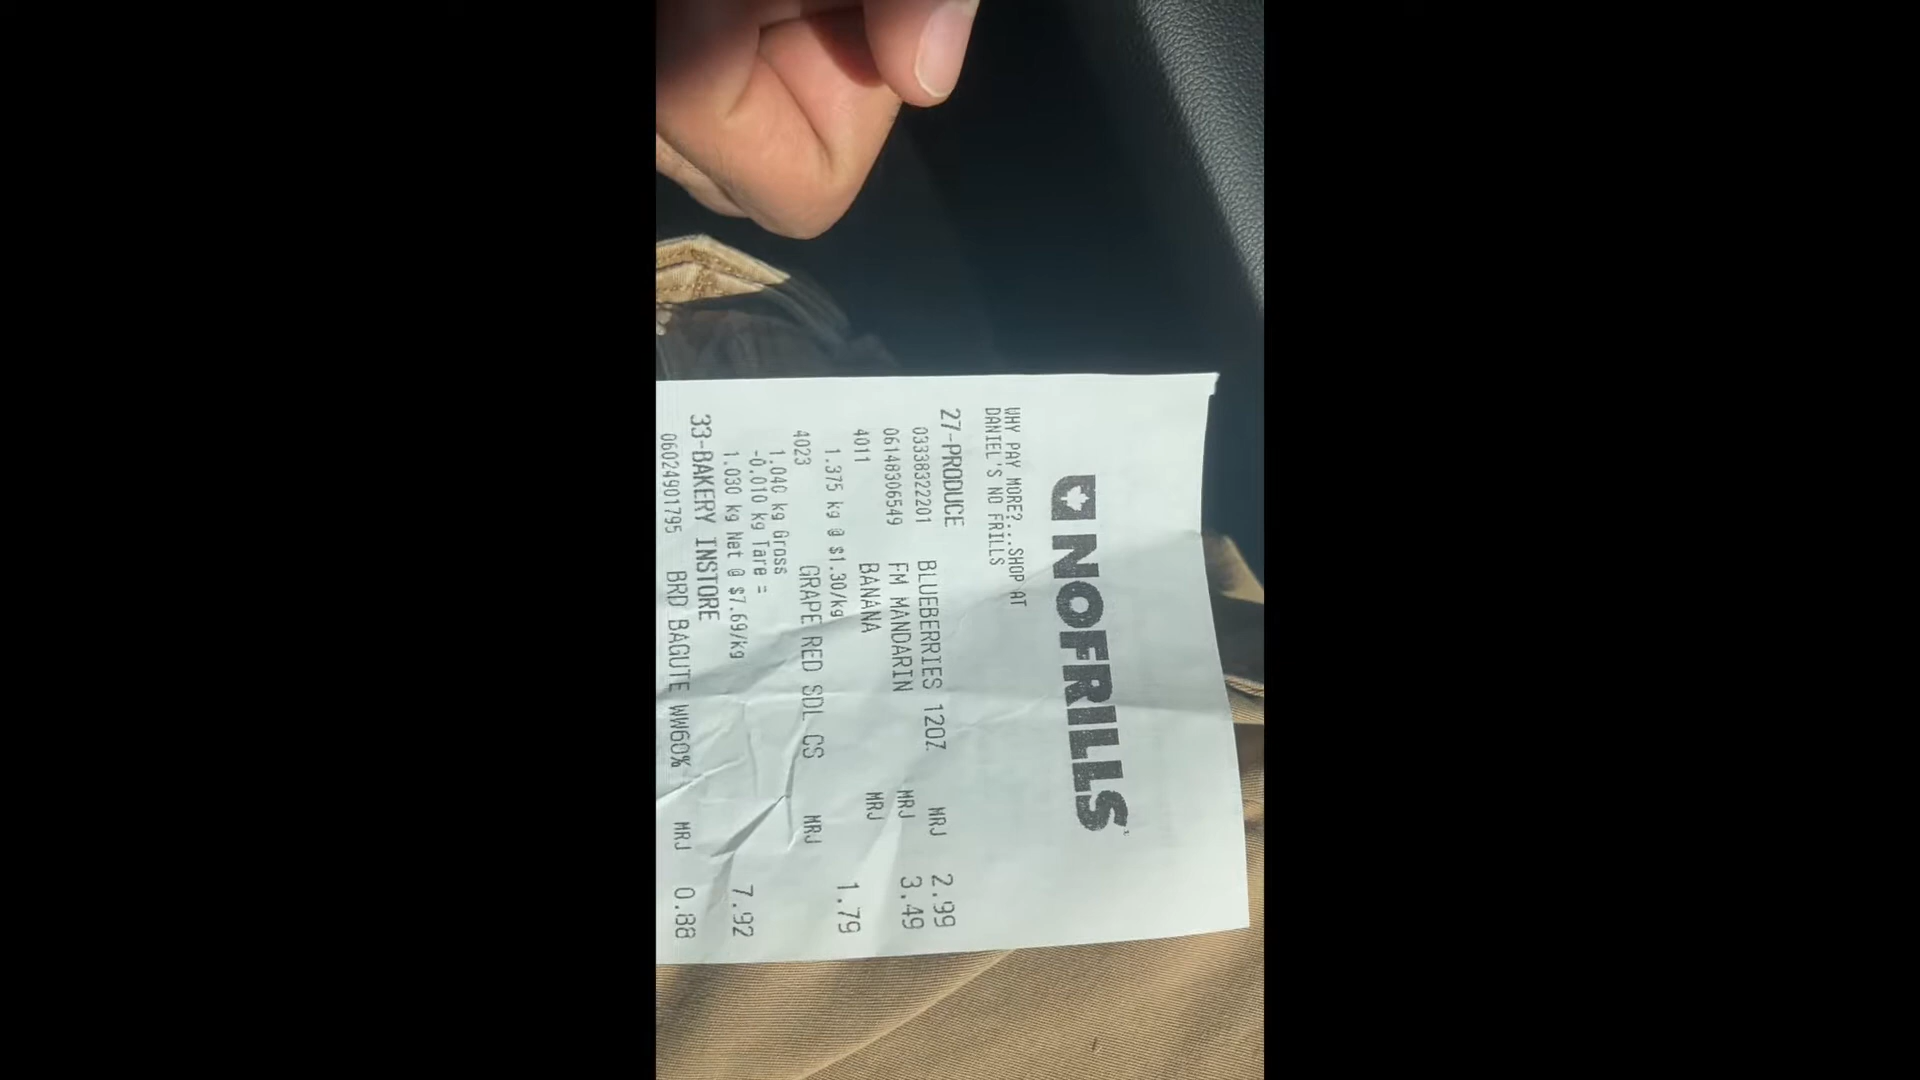 NOFRILLS
WHY PAY MORE?...SHOP AT
DANIEL'S NO FRILLS
27-PRODUCE
03338322201 BLUEBERRIES 12OZ MRJ 2.99
06148306549 FM MANDARIN MRJ 3.49
4011 BANANA MRJ
1.375 kg @ $1.30/kg 1.79
4023 GRAPE RED SDL CS MRJ
1.040 kg Gross
-0.010 kg Tare =
1.030 kg Net @ $7.69/kg 7.92
33-BAKERY INSTORE
06024901795 BRD BAGUTE WW60% MRJ 0.88